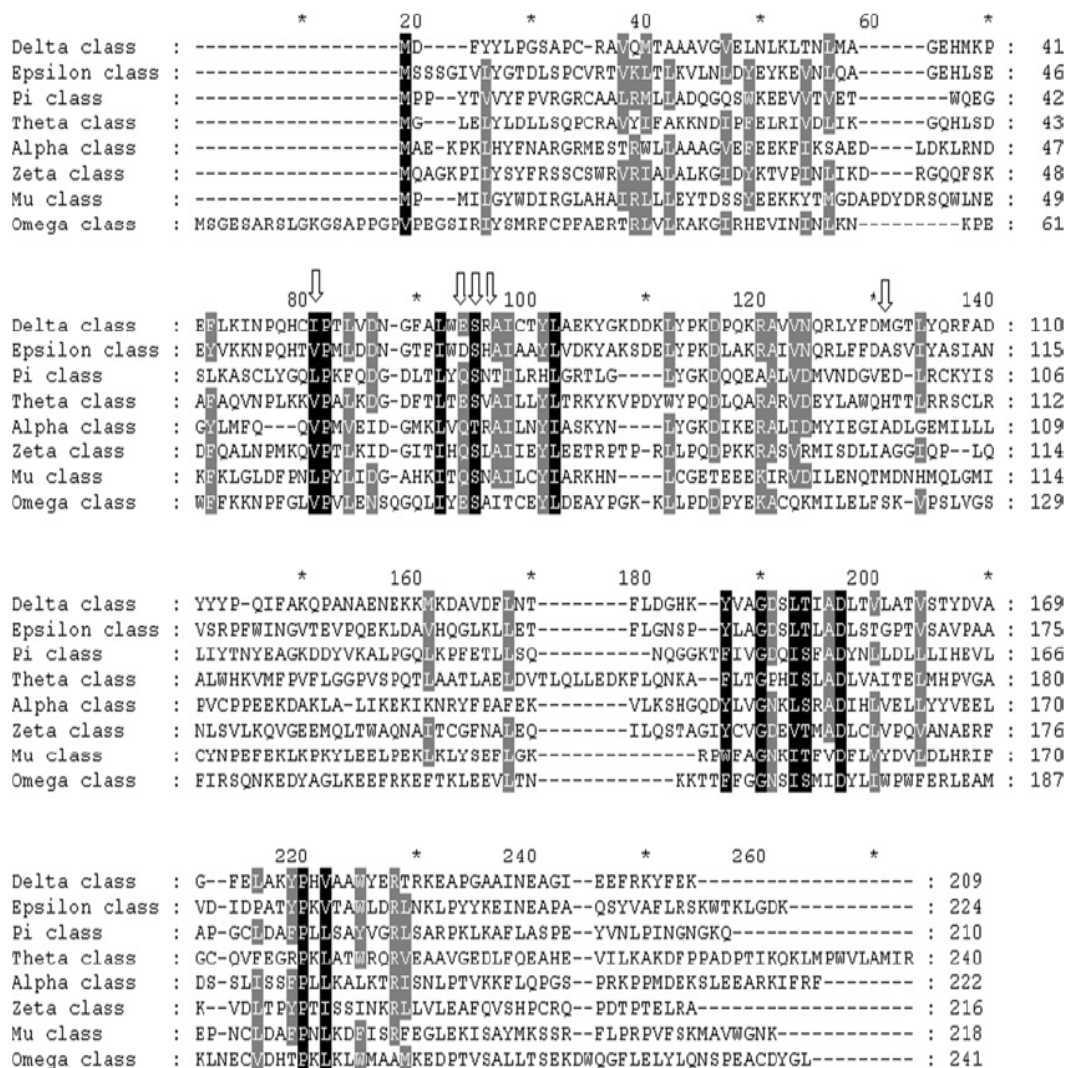 * 20 * 40 * 60 *
Delta class : ------------------MD----FYYLPGSAPC-RAVQMTAAAVGVELNLKLTNLMA------GEHMKP : 41
Epsilon class : ------------------MSSSGIVLYGTDLSPCVRTVKLTLKVLNLDYEYKEVNLQA------GEHLSE : 46
Pi class : ------------------MPP--YTVVYFPVRGRCAALRMLLADQGQSWKEEVVTVET--------WQEG : 42
Theta class : ------------------MG---LELYLDLLSQPCRAVYIFAKKNDIPFELRIVDLIK------GQHLSD : 43
Alpha class : ------------------MAE-KPKLHYFNARGRMESTRWLLAAAGVEFEEKFIKSAED----LDKLRND : 47
Zeta class : ------------------MQAGKPILYSYFRSSCSWRVRIALALKGIDYKTVPINLIKD----RGQQFSK : 48
Mu class : ------------------MP---MILGYWDIRGLAHAIRLLLEYTDSSYEEKKYTMGDAPDYDRSQWLNE : 49
Omega class : MSGESARSLGKGSAPPGPVPEGSIRIYSMRFCPFAERTRLVLKAKGIRHEVININLKN---------KPE : 61
80 * 100 * 120 * 140
Delta class : EFLKINPQHCIPTLVDN-GFALWESRAICTYLAEKYGKDDKLYPKDPQKRAVVNQRLYFDMGTLYQRFAD : 110
Epsilon class : EYVKKNPQHTVPMLDDN-GTFIWDSHAIAAYLVDKYAKSDELYPKDLAKRAIVNQRLFFDASVIYASIAN : 115
Pi class : SLKASCLYGQLPKFQDG-DLTLYQSNTILRHLGRTLG---LYGKDQQEAALVDMVNDGVEDLRCKYIS : 106
Theta class : AFAQVNPLKKVPALKDG-DFTLTESVAILLYLTRKYKVPDYWYPQDLQARARVDEYLAWQHTTLRRSCLR : 112
Alpha class : GYLMFQ---QVPMVEID-GMKLVQTRAILNYIASKYN----LYGKDIKERALIDMYIEGIADLGEMILLL : 109
Zeta class : DFQALNPMKQVPTLKID-GITIHQSLAIIEYLEETRPTP-RLLPQDPKKRASVRMISDLIAGGIQP--LQ : 114
Mu class : KFKLGLDFPNLPYLIDG-AHKITQSNAILCYLARKHN----LCGETEEEKIRVDILENQTMDNHMQLGMI : 114
Omega class : WFFKKNPFGLVPVLENSQGQLIYESAITCEYLDEAYPGK-KLLPDDPYEKACQKMILELFSK-VPSLVGS : 129
* 160 * 180 * 200 *
Delta class : YYYP-QIFAKQPANAENEKKMKDAVDFLNT----------FLDGHK--YVAGDSLTIADLTVLATVSTYDVA : 169
Epsilon class : VSRPFWINGVTEVPQEKLDAVHQGLKLLET----------FLGNSP--YLAGDSLTLADLSTGPTVSAVPAA : 175
Pi class : LIYTNYEAGKDDYVKALPGQLKPFETLLSQ----------NQGGKTFIVGDQISFADYNLLDLLLIHEVL : 166
Theta class : ALWHKVMFPVFLGGPVSPQTLAATLAELDVTLQLLEDKFLQNKA--FLTGPHISLADLVAITELMHPVGA : 180
Alpha class : PVCPPEEKDAKLA-LIKEKIKNRYFPAFEK---------VLKSHGQDYLVGNKLSRADIHLVELLYYVEEL : 170
Zeta class : NLSVLKQVGEEMQLTWAQNAITCGFNALEQ--------ILQSTAGIYCVGDEVTMADLCLVPQVANAERF : 176
Mu class : CYNPEFEKLKPKYLEELPEKLKLYSEFLGK------------RPWFAGNKITFVDFLVYDVLDLHRIF : 170
Omega class : FIRSQNKEDYAGLKEEFRKEFTKLEEVLTN------------KKTTFFGGNSISMIDYLIWPWFERLEAM : 187
220 * 240 * 260 *
Delta class : G--FELAKYPHVAAWYERTRKEAPGAAINEAGI--EEFRKYFEK------------------- : 209
Epsilon class : VD-IDPATYPKVTAWLDRLNKLPYYKEINEAPA--QSYVAFLRSKWTKLGDK----------- : 224
Pi class : AP-GCLDAFPLLSAYVGRLSARPKLKAFLASPE--YVNLPINGNGKQ---------------- : 210
Theta class : GC-QVFEGRPKLATWRQRVEAAVGEDLFQEAHE--VILKAKDFPPADPTIKQKLMPWVLAMIR : 240
Alpha class : DS-SLISSFPLLKALKTRISNLPTVKKFLQPGS--PRKPPMDEKSLEEARKIFRF-------- : 222
Zeta class : K--VDLTPYPTISSINKRLLVLEAFQVSHPCRQ--PDTPTELRA------------------- : 216
Mu class : EP-NCLDAFPNLKDFISRFEGLEKISAYMKSSR--FLPRPVFSKMAVWGNK------------ : 218
Omega class : KLNECVDHTPKLKLWMAAMKEDPTVSALLTSEKDWQGFLELYLQNSPEACDYGL--------- : 241